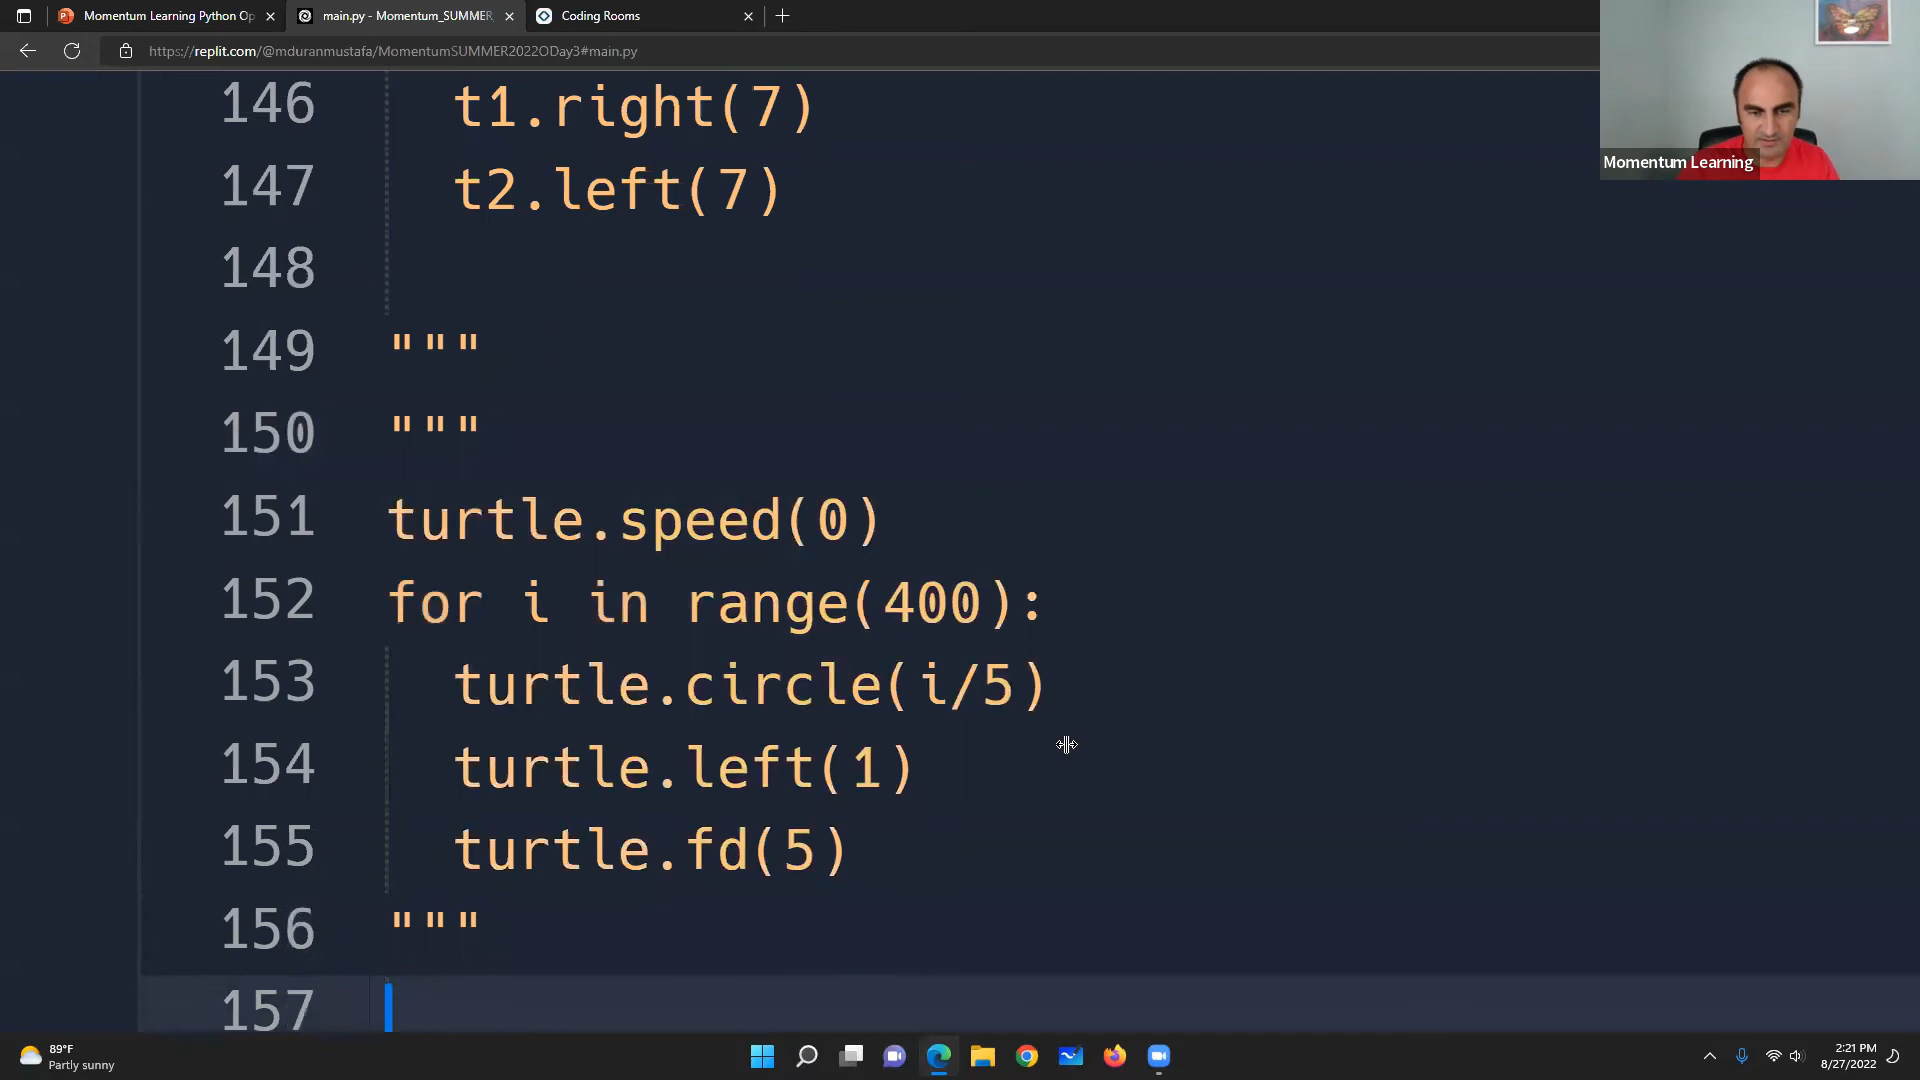 Momentum Learning Python Op
main.py - Momentum_SUMMER
Coding Rooms
https://replit.com/@mduranmustafa/MomentumSUMMER2022ODay3#main.py
Momentum Learning
146 t1.right(7)
147 t2.left(7)
148
149 """
150 """
151 turtle.speed(0)
152 for i in range(400):
153 turtle.circle(i/5)
154 turtle.left(1)
155 turtle.fd(5)
156 """
157
89°F
Partly sunny
2:21 PM
8/27/2022